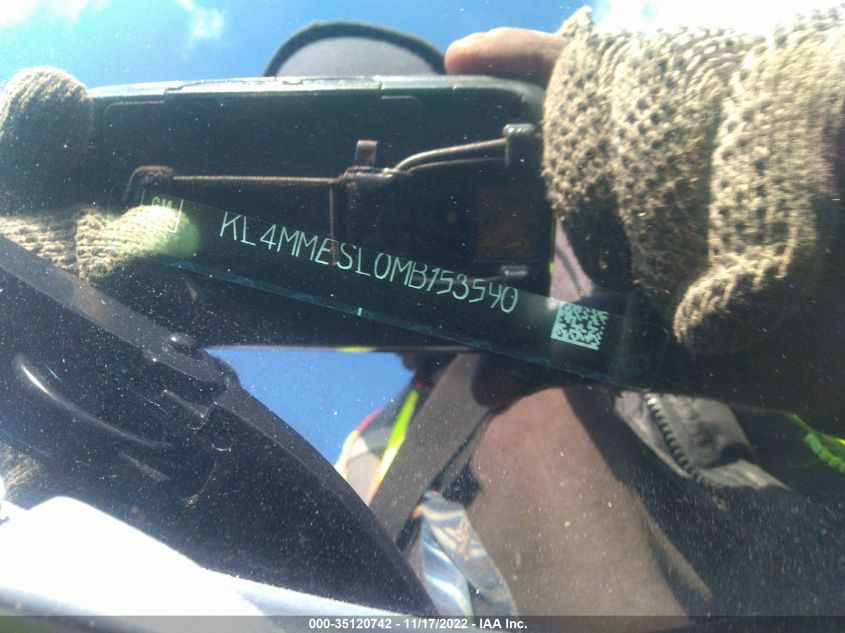 GM
KL4MMESL0MB153540
000-35120742 - 11/17/2022 - IAA Inc.